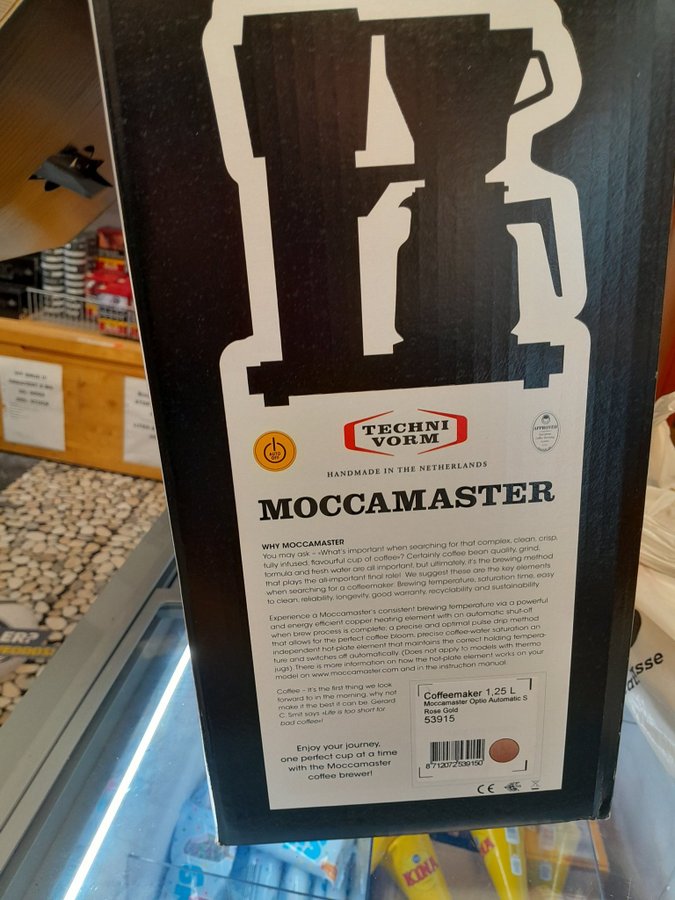 TECHNI
VORM
AUTO
OFF
APPROVED
HANDMADE IN THE NETHERLANDS
MOCCAMASTER
WHY MOCCAMASTER
You may ask – »What's important when searching for that complex, clean, crisp,
fully infused, flavourful cup of coffee«? Certainly coffee bean quality, grind,
formula and fresh water are all important, but ultimately, it's the brewing method
that plays the all-important final role! We suggest these are the key elements
when searching for a coffeemaker: Brewing temperature, saturation time, easy
to clean, reliability, longevity, good warranty, recyclability and sustainability.
Experience a Moccamaster's consistent brewing temperature via a powerful
and energy efficient copper heating element with an automatic shut-off
when brew process is complete; a precise and optimal pulse drip method
that allows for the perfect coffee bloom, precise coffee-water saturation an
independent hot-plate element that maintains the correct holding tempera-
ture and switches off automatically. (Does not apply to models with thermo
jugs) There is more information on how the hot-plate element works on your
model on www.moccamaster.com and in the instruction manual.
Coffee – it's the first thing we look
forward to in the morning, why not
make it the best it can be. Gerard
C. Smit says »Life is too short for
bad coffee«!
Enjoy your journey,
one perfect cup at a time
with the Moccamaster
coffee brewer!
Coffeemaker 1,25 L
Moccamaster Optio Automatic S
Rose Gold
53915
8712072539150
CE
ER?
isse
KINA